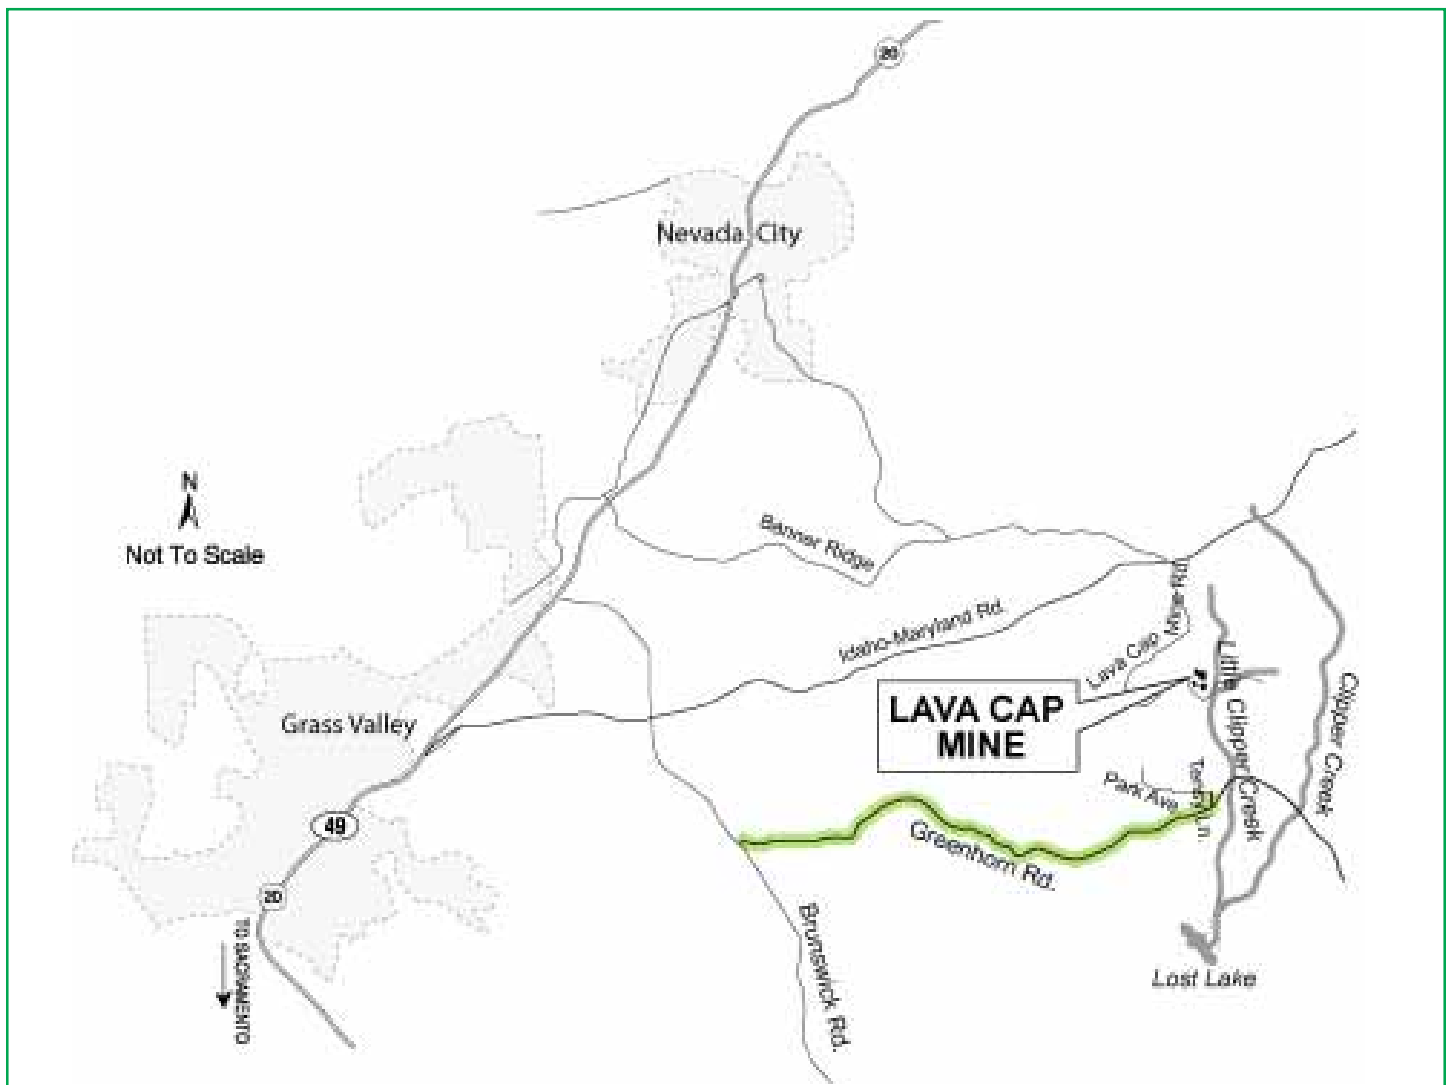 20
Nevada City
N
Not To Scale
Banner Ridge
Idaho-Maryland Rd.
Lava Cap Mine Rd
LAVA CAP
MINE
Little Clipper Creek
Clipper Creek
Grass Valley
49
20
TO SACRAMENTO
Park Ave
Greenhorn Rd.
Brunswick Rd.
Lost Lake